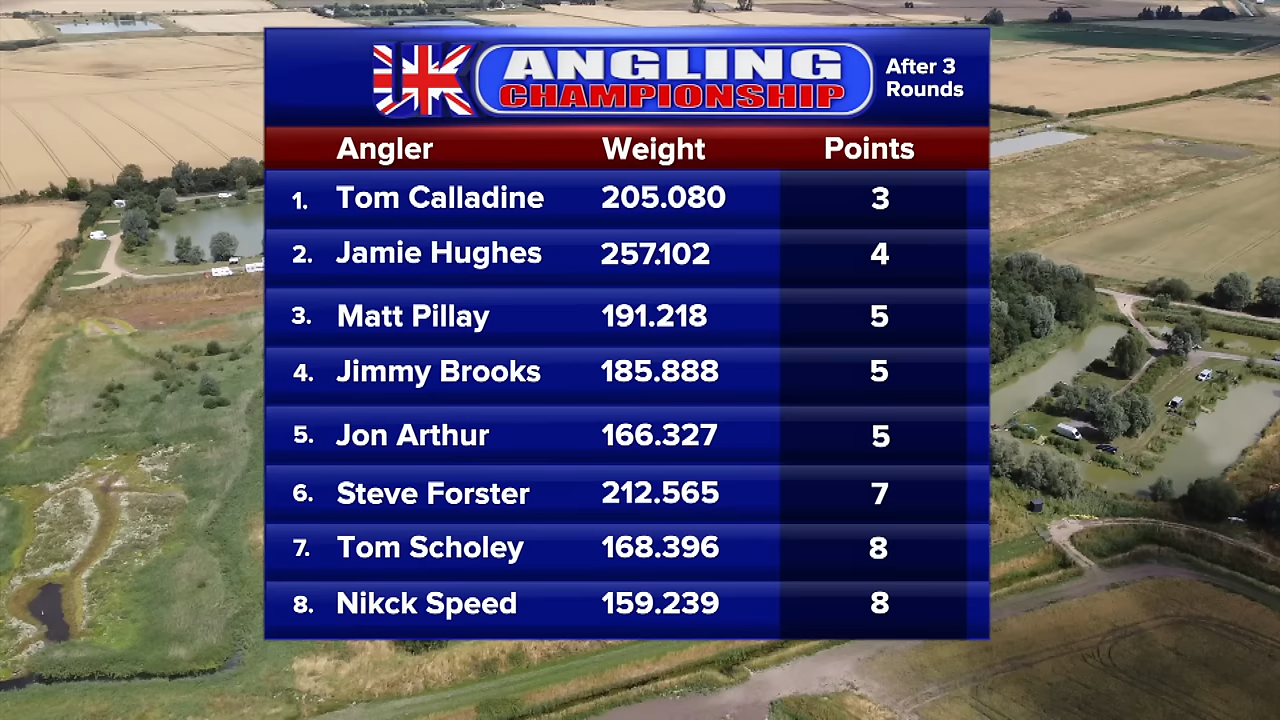 UK ANGLING
CHAMPIONSHIP
After 3
Rounds
Angler Weight Points
1. Tom Calladine 205.080 3
2. Jamie Hughes 257.102 4
3. Matt Pillay 191.218 5
4. Jimmy Brooks 185.888 5
5. Jon Arthur 166.327 5
6. Steve Forster 212.565 7
7. Tom Scholey 168.396 8
8. Nikck Speed 159.239 8